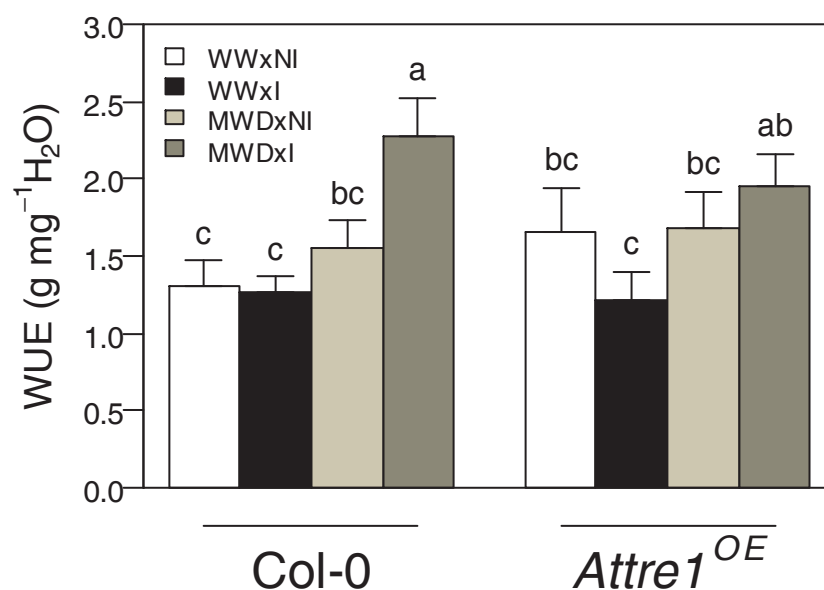 3.0
2.5
2.0
1.5
1.0
0.5
0.0
WUE (g mg⁻¹H₂O)
WWxNI
WWxI
MWDxNI
MWDxI
c
c
bc
a
bc
c
bc
ab
Col-0
Attre1^OE